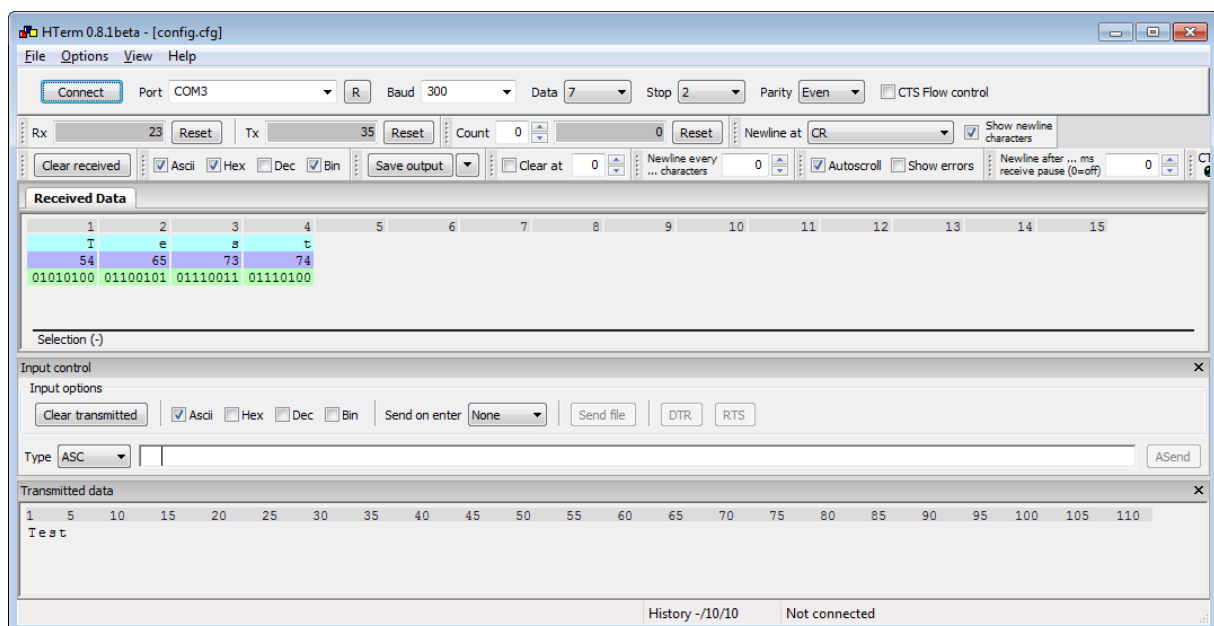 HTerm 0.8.1beta - [config.cfg]
File Options View Help
Connect Port COM3 R Baud 300 Data 7 Stop 2 Parity Even CTS Flow control
Rx 23 Reset Tx 35 Reset Count 0 0 Reset Newline at CR Show newline characters
Clear received Ascii Hex Dec Bin Save output Clear at 0 Newline every ... characters 0 Autoscroll Show errors Newline after ... ms receive pause (0=off) 0 CT
Received Data
1 2 3 4 5 6 7 8 9 10 11 12 13 14 15
T e s t
54 65 73 74
01010100 01100101 01110011 01110100
Selection (-)
Input control
Input options
Clear transmitted Ascii Hex Dec Bin Send on enter None Send file DTR RTS
Type ASC ASend
Transmitted data
1 5 10 15 20 25 30 35 40 45 50 55 60 65 70 75 80 85 90 95 100 105 110
Test
History -/10/10 Not connected